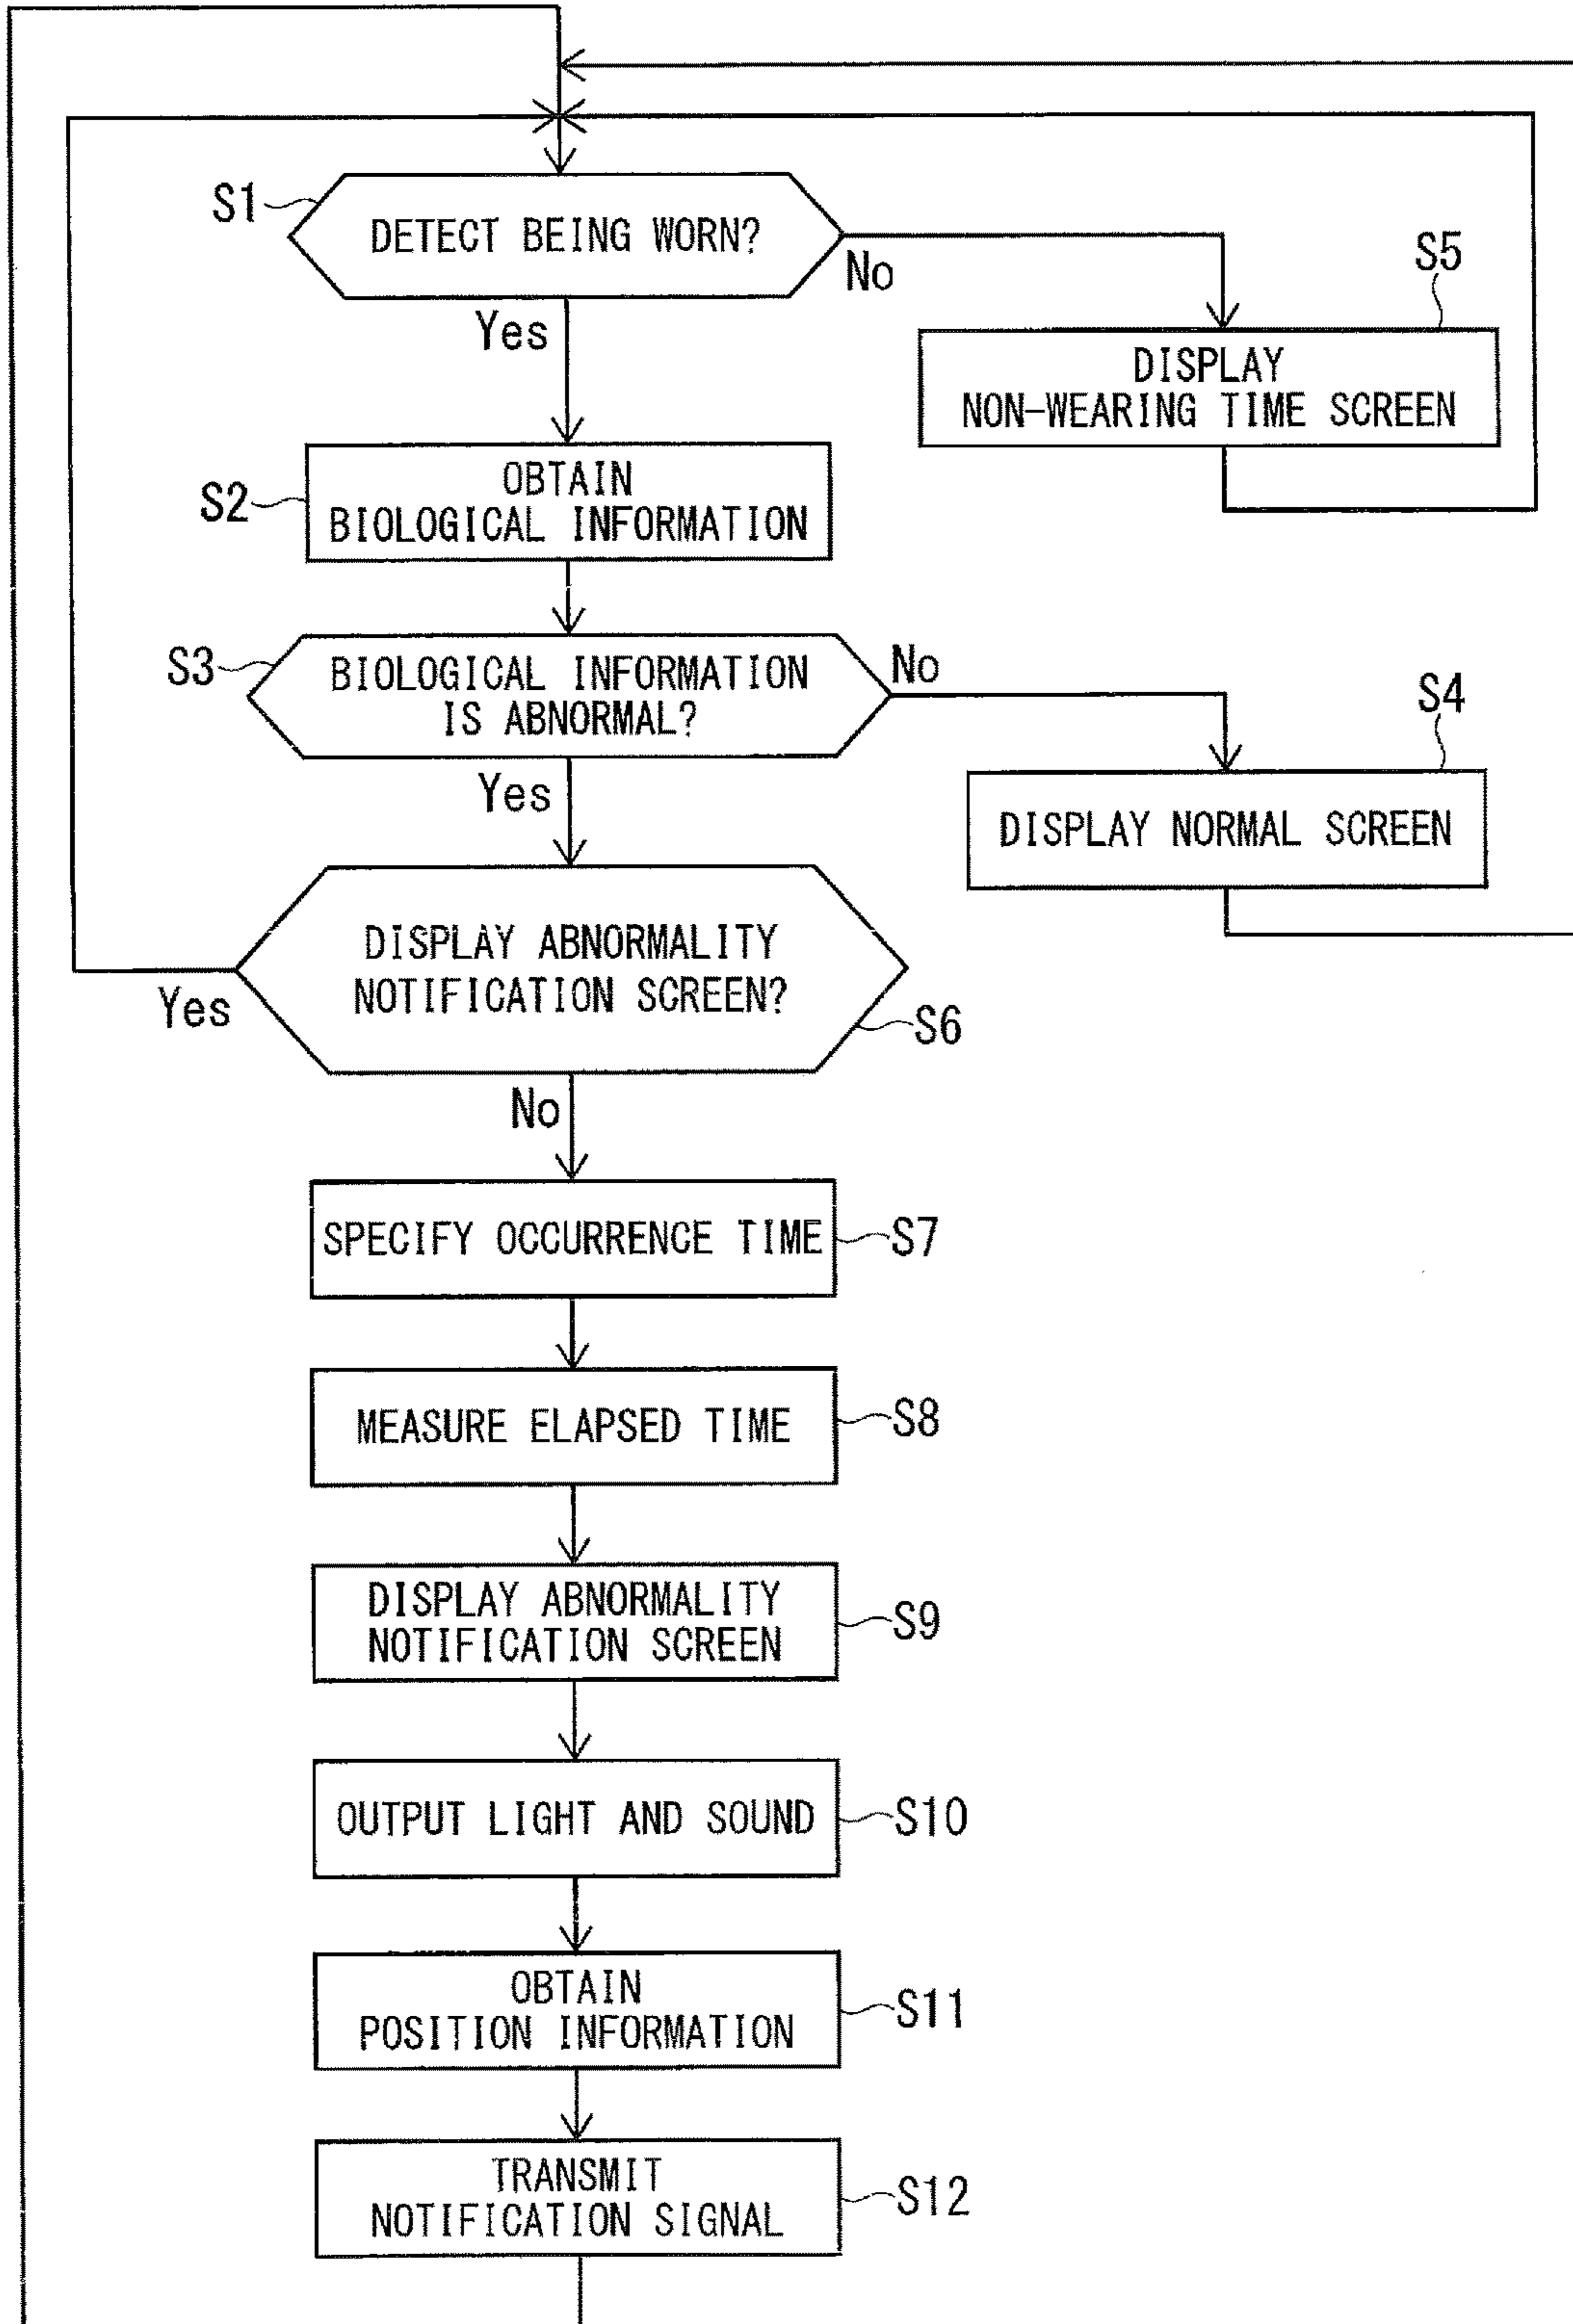 S1
DETECT BEING WORN?
No
Yes
S5
DISPLAY
NON-WEARING TIME SCREEN
S2
OBTAIN
BIOLOGICAL INFORMATION
S3
BIOLOGICAL INFORMATION
IS ABNORMAL?
No
Yes
S4
DISPLAY NORMAL SCREEN
DISPLAY ABNORMALITY
NOTIFICATION SCREEN?
Yes
S6
No
SPECIFY OCCURRENCE TIME
S7
MEASURE ELAPSED TIME
S8
DISPLAY ABNORMALITY
NOTIFICATION SCREEN
S9
OUTPUT LIGHT AND SOUND
S10
OBTAIN
POSITION INFORMATION
S11
TRANSMIT
NOTIFICATION SIGNAL
S12